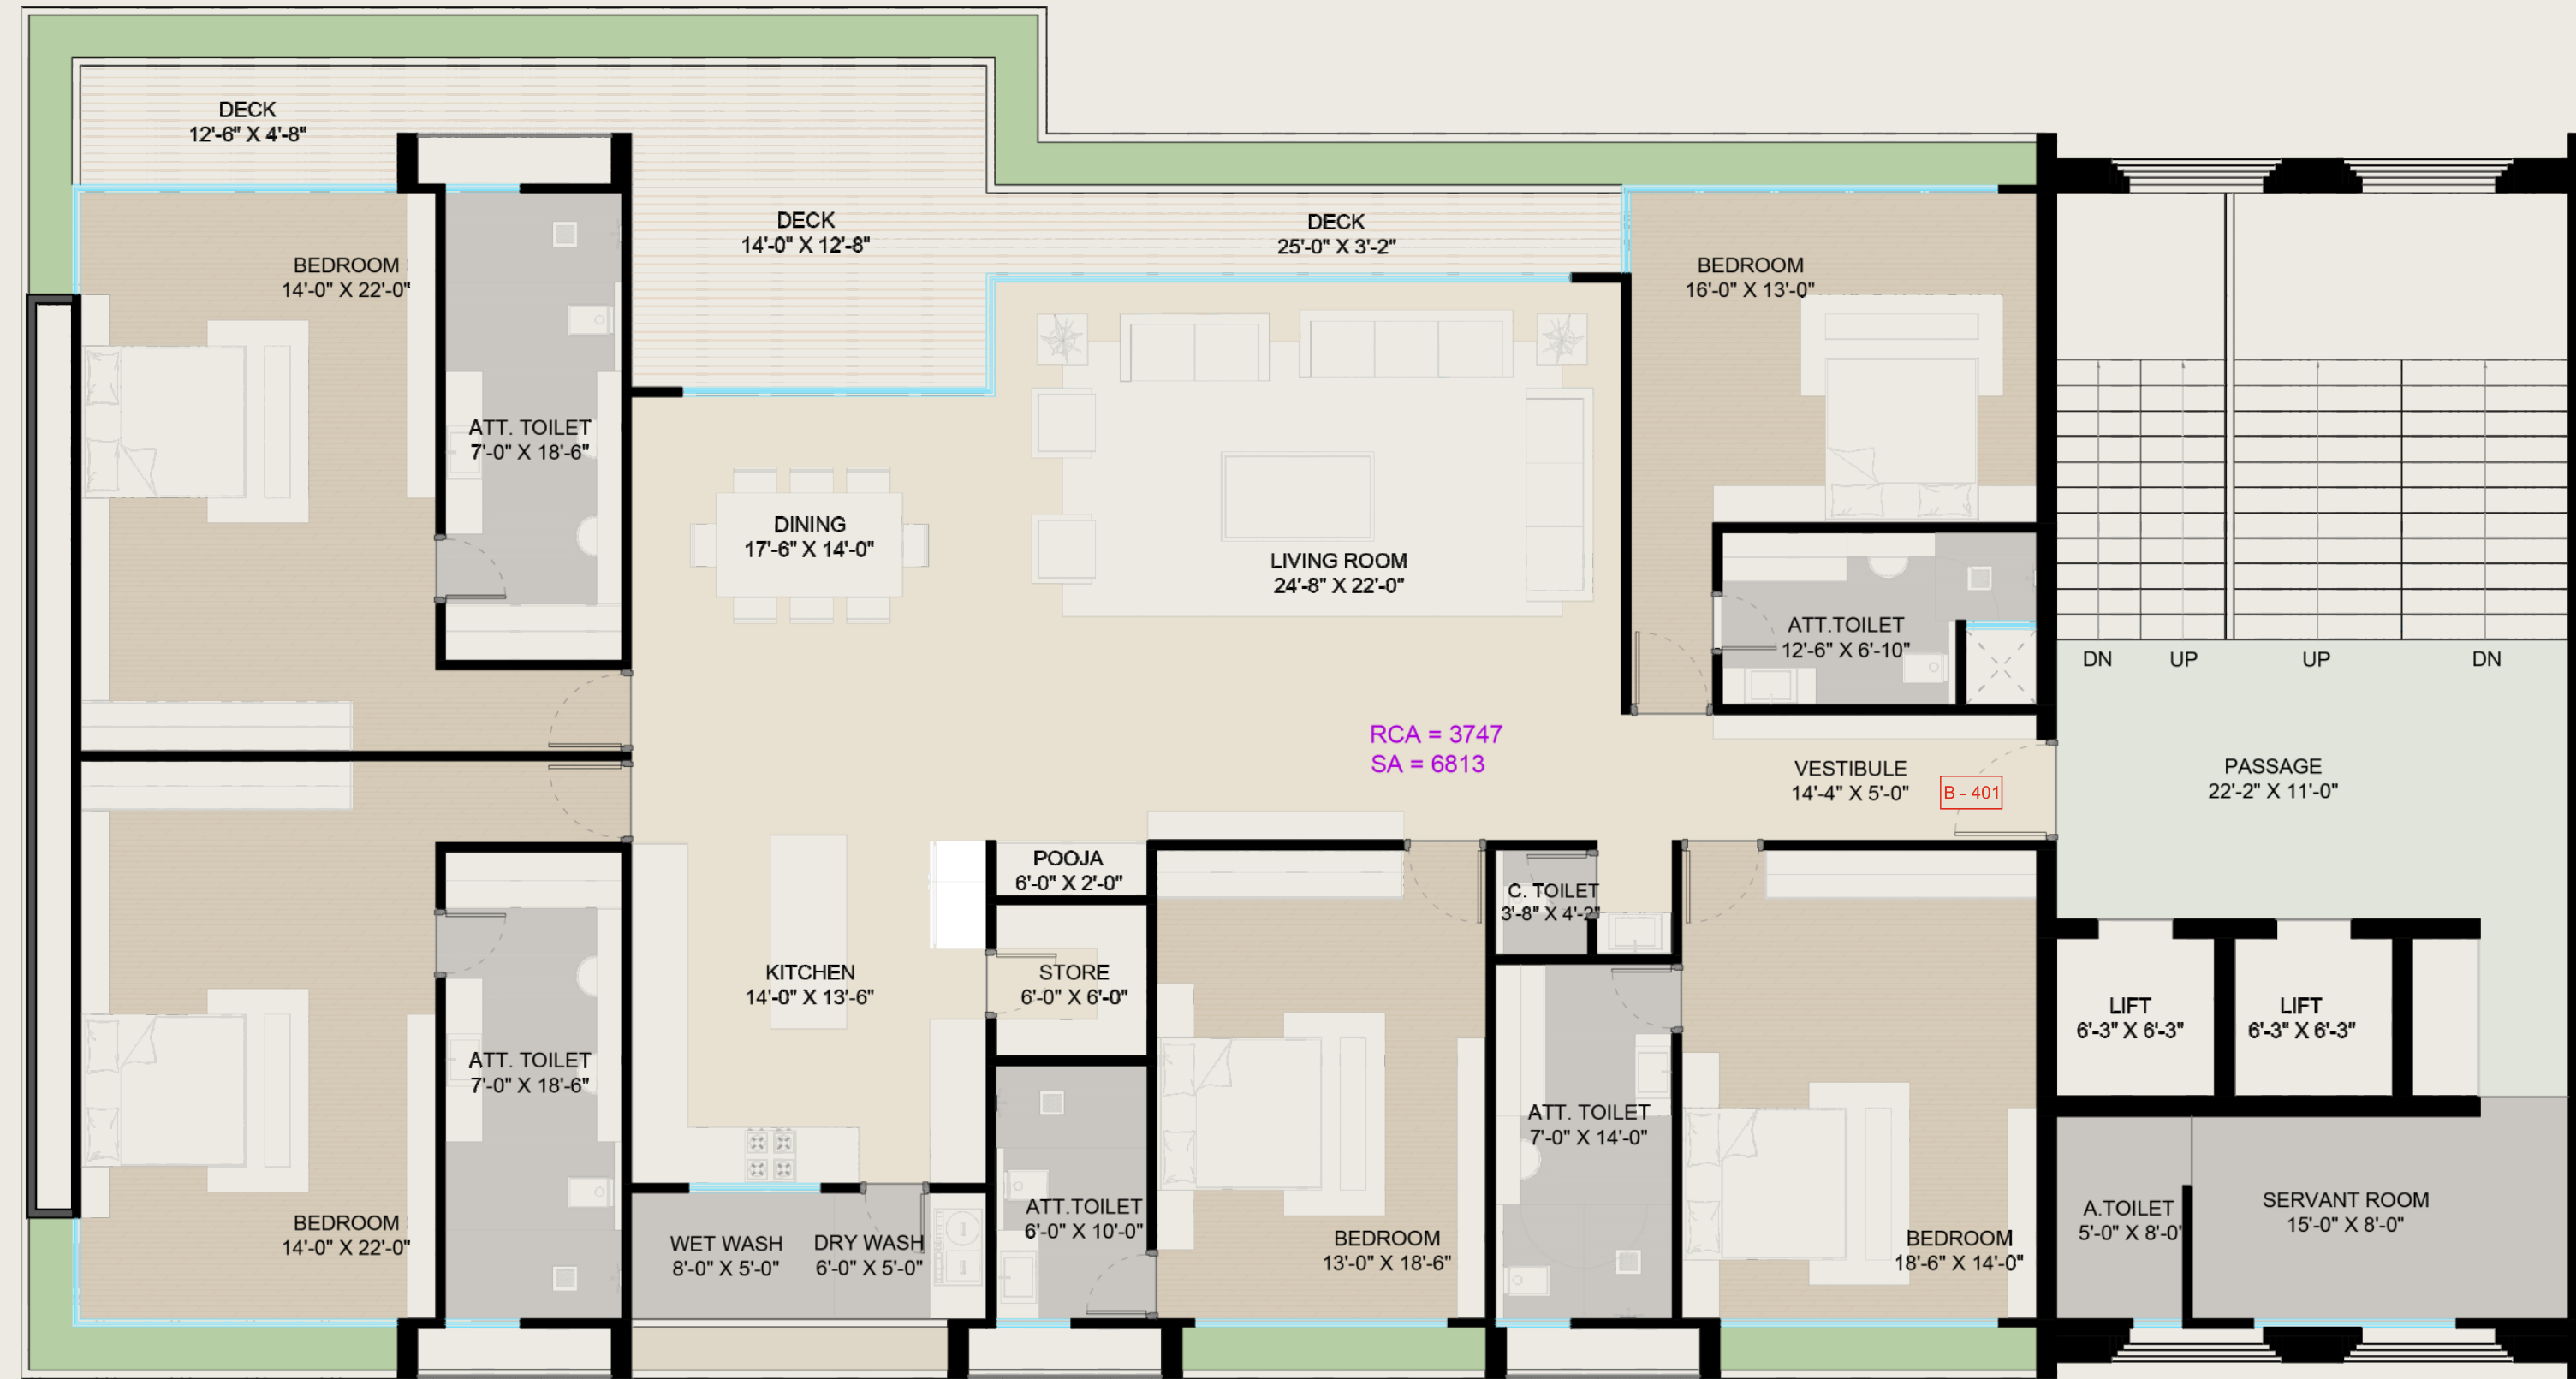 DECK
12'-6" X 4'-8"
DECK
14'-0" X 12'-8"
DECK
25'-0" X 3'-2"
BEDROOM
14'-0" X 22'-0"
BEDROOM
16'-0" X 13'-0"
ATT. TOILET
7'-0" X 18'-6"
DINING
17'-6" X 14'-0"
LIVING ROOM
24'-8" X 22'-0"
ATT.TOILET
12'-6" X 6'-10"
DN
UP
UP
DN
RCA = 3747
SA = 6813
VESTIBULE
14'-4" X 5'-0"
B - 401
PASSAGE
22'-2" X 11'-0"
POOJA
6'-0" X 2'-0"
C. TOILET
3'-8" X 4'-2"
KITCHEN
14'-0" X 13'-6"
STORE
6'-0" X 6'-0"
LIFT
6'-3" X 6'-3"
LIFT
6'-3" X 6'-3"
ATT. TOILET
7'-0" X 18'-6"
ATT. TOILET
7'-0" X 14'-0"
ATT.TOILET
6'-0" X 10'-0"
A.TOILET
5'-0" X 8'-0"
SERVANT ROOM
15'-0" X 8'-0"
BEDROOM
14'-0" X 22'-0"
WET WASH
8'-0" X 5'-0"
DRY WASH
6'-0" X 5'-0"
BEDROOM
13'-0" X 18'-6"
BEDROOM
18'-6" X 14'-0"